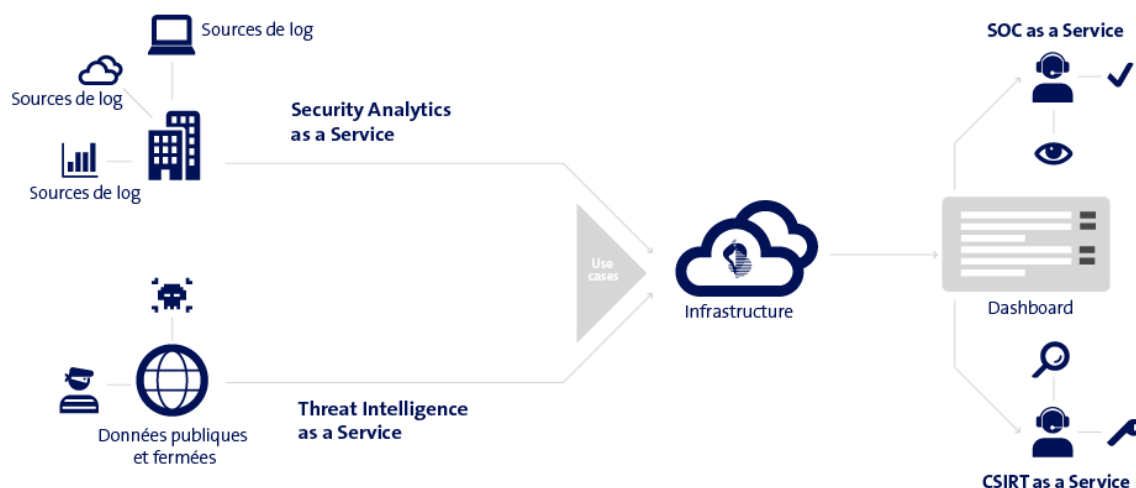 Sources de log
Sources de log
Sources de log
Security Analytics
as a Service
Données publiques
et fermées
Threat Intelligence
as a Service
Use
cases
Infrastructure
SOC as a Service
Dashboard
CSIRT as a Service